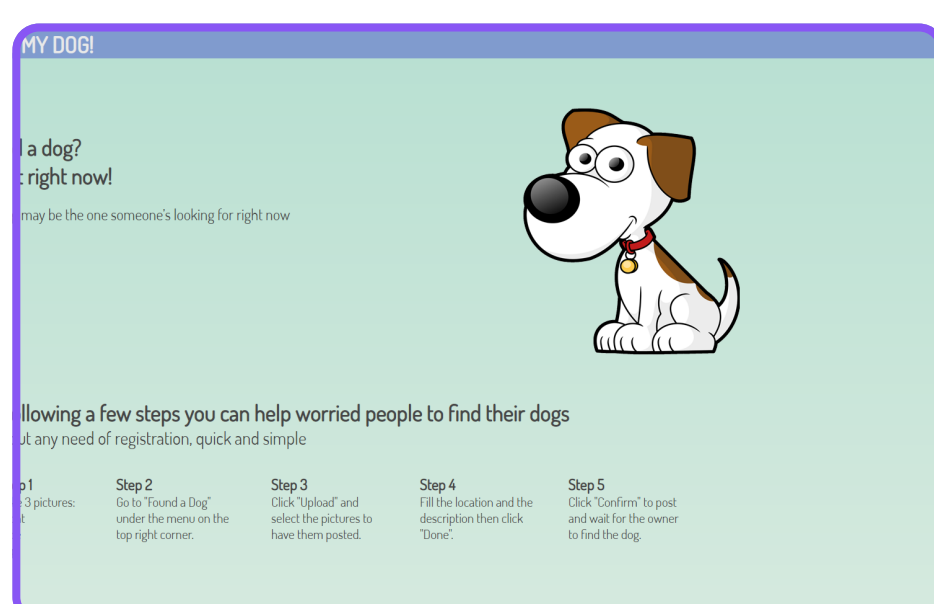 MY DOG!
a dog?
right now!
may be the one someone's looking for right now
llowing a few steps you can help worried people to find their dogs
ut any need of registration, quick and simple
p 1
3 pictures:
t
Step 2
Go to "Found a Dog"
under the menu on the
top right corner.
Step 3
Click "Upload" and
select the pictures to
have them posted.
Step 4
Fill the location and the
description then click
"Done".
Step 5
Click "Confirm" to post
and wait for the owner
to find the dog.